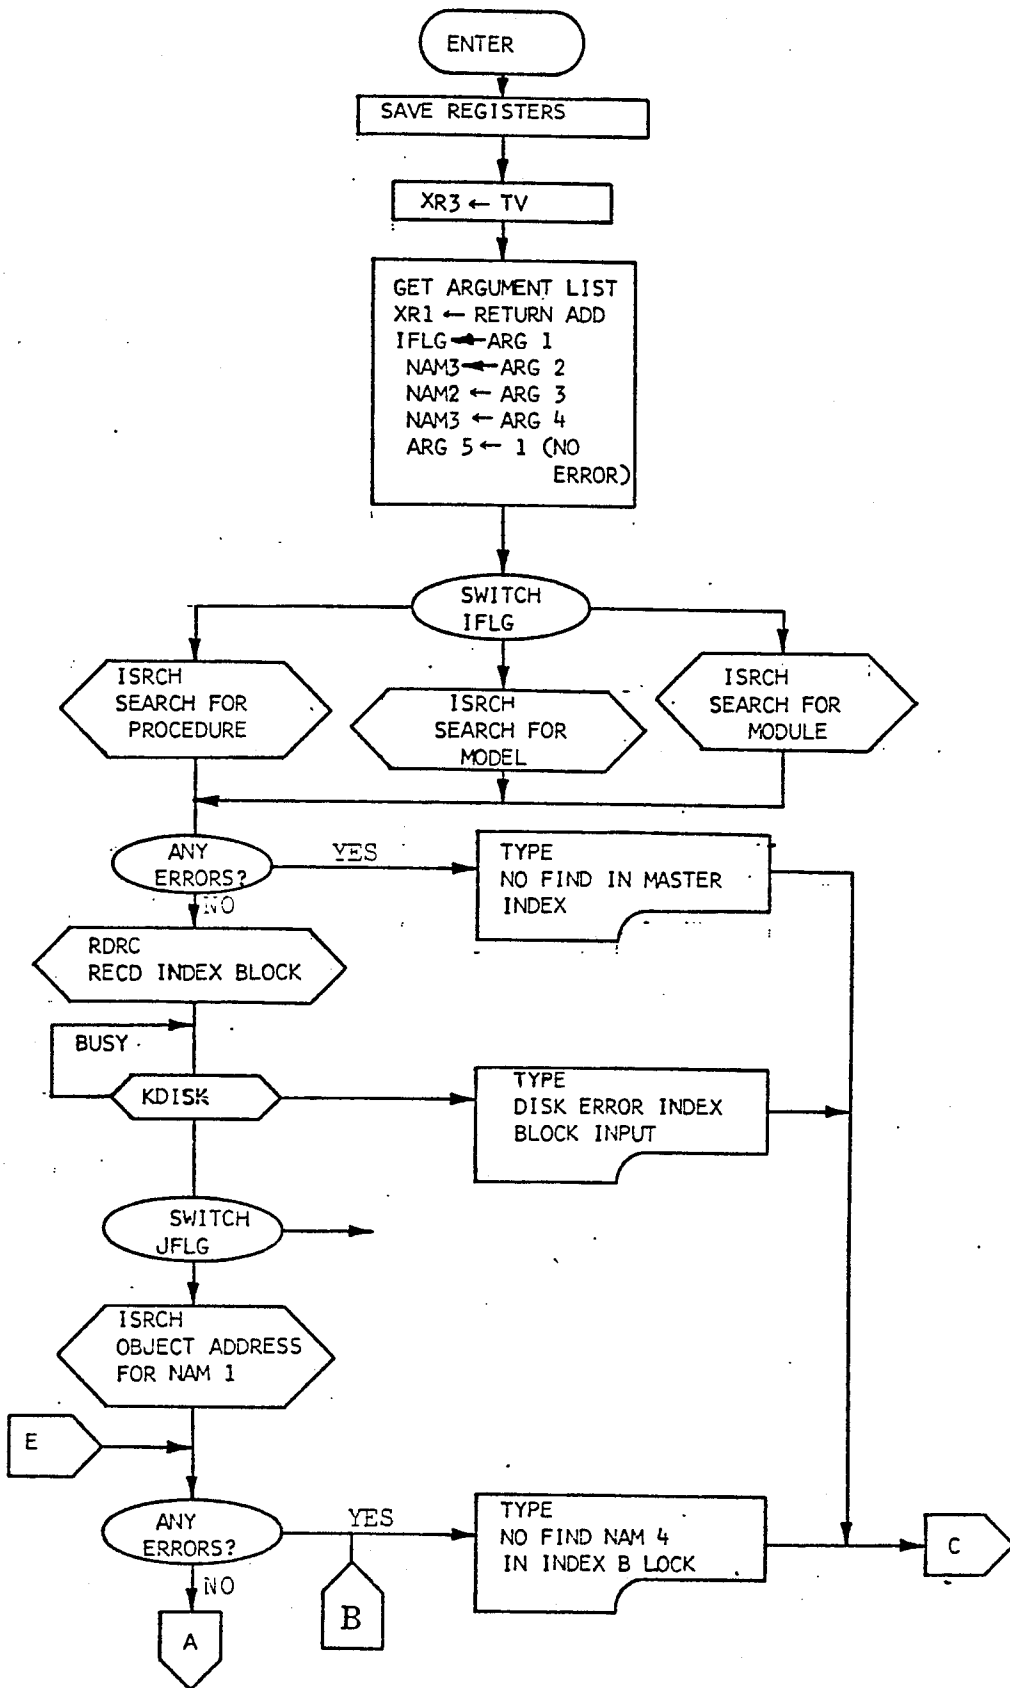 ENTER
SAVE REGISTERS
XR3 ← TV
GET ARGUMENT LIST
XR1 ← RETURN ADD
IFLG ← ARG 1
NAM3 ← ARG 2
NAM2 ← ARG 3
NAM3 ← ARG 4
ARG 5 ← 1 (NO
ERROR)
SWITCH
IFLG
ISRCH
SEARCH FOR
PROCEDURE
ISRCH
SEARCH FOR
MODEL
ISRCH
SEARCH FOR
MODULE
ANY
ERRORS?
YES
NO
TYPE
NO FIND IN MASTER
INDEX
RDRC
RECD INDEX BLOCK
BUSY
KDISK
TYPE
DISK ERROR INDEX
BLOCK INPUT
SWITCH
JFLG
ISRCH
OBJECT ADDRESS
FOR NAM 1
E
ANY
ERRORS?
YES
NO
B
TYPE
NO FIND NAM 4
IN INDEX B LOCK
C
A